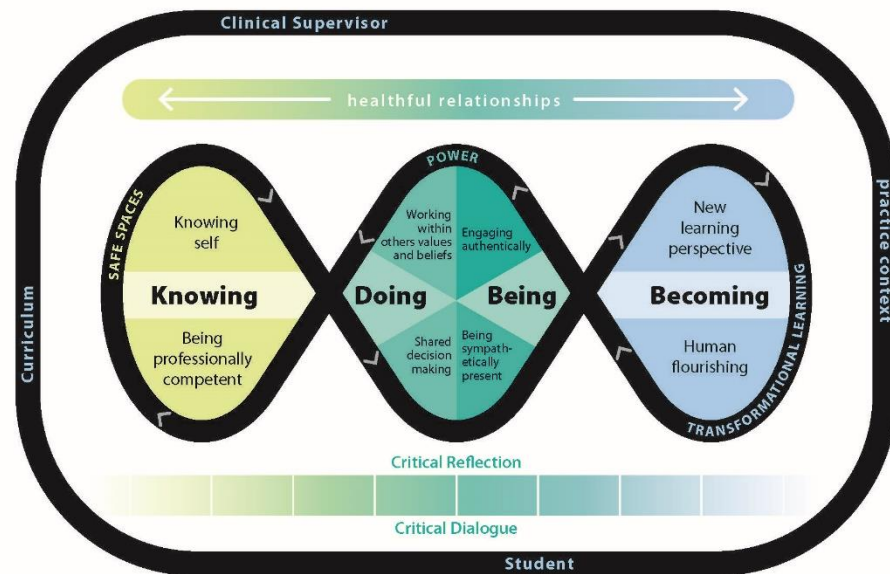 Clinical Supervisor
healthful relationships
SAFE SPACES
Knowing
self
Knowing
Being
professionally
competent
POWER
Working
within
others values
and beliefs
Engaging
authentically
Doing
Being
Shared
decision
making
Being
sympath-
etically
present
New
learning
perspective
Becoming
Human
flourishing
TRANSFORMATIONAL LEARNING
Curriculum
practice context
Critical Reflection
Critical Dialogue
Student